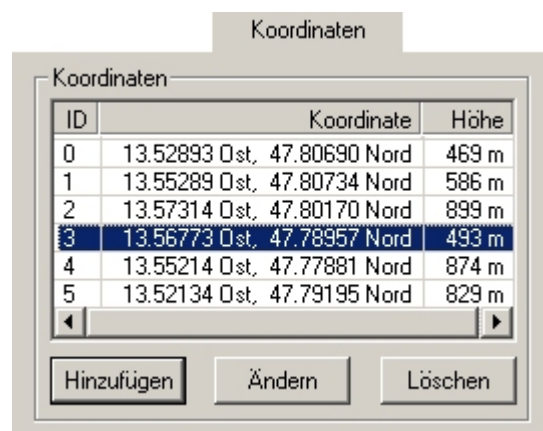 Koordinaten
Koordinaten
ID Koordinate Höhe
0 13.52893 Ost, 47.80690 Nord 469 m
1 13.55289 Ost, 47.80734 Nord 586 m
2 13.57314 Ost, 47.80170 Nord 899 m
3 13.56773 Ost, 47.78957 Nord 493 m
4 13.55214 Ost, 47.77881 Nord 874 m
5 13.52134 Ost, 47.79195 Nord 829 m
Hinzufügen Ändern Löschen